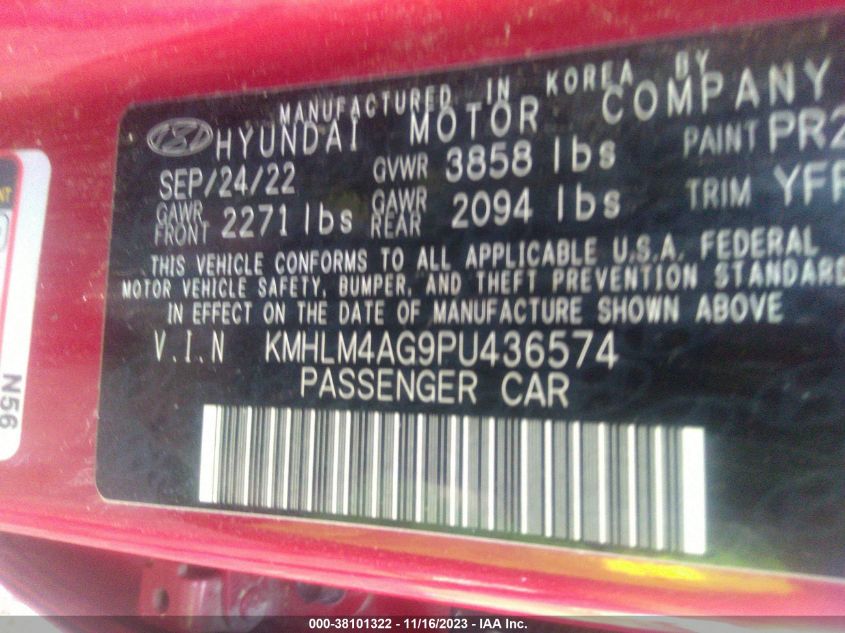 MANUFACTURED IN KOREA BY
HYUNDAI MOTOR COMPANY
SEP/24/22 GVWR 3858 lbs PAINT PR2
GAWR FRONT 2271 lbs GAWR REAR 2094 lbs TRIM YFR
THIS VEHICLE CONFORMS TO ALL APPLICABLE U.S.A. FEDERAL
MOTOR VEHICLE SAFETY, BUMPER, AND THEFT PREVENTION STANDARD
IN EFFECT ON THE DATE OF MANUFACTURE SHOWN ABOVE
V.I.N KMHLM4AG9PU436574
PASSENGER CAR
N56
000-38101322 - 11/16/2023 - IAA Inc.